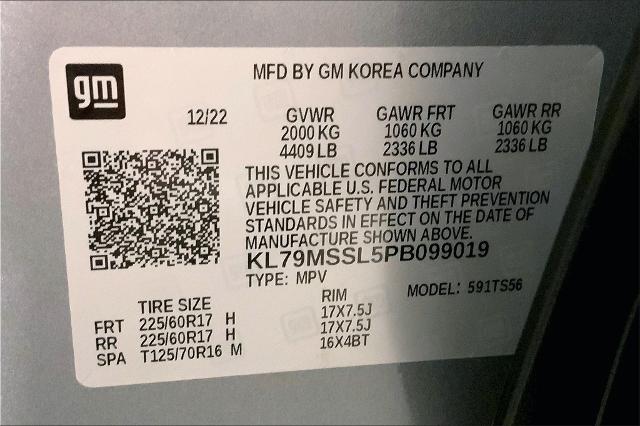 gm
MFD BY GM KOREA COMPANY
12/22 GVWR GAWR FRT GAWR RR
2000 KG 1060 KG 1060 KG
4409 LB 2336 LB 2336 LB
THIS VEHICLE CONFORMS TO ALL
APPLICABLE U.S. FEDERAL MOTOR
VEHICLE SAFETY AND THEFT PREVENTION
STANDARDS IN EFFECT ON THE DATE OF
MANUFACTURE SHOWN ABOVE.
KL79MSSL5PB099019
TYPE: MPV MODEL: 591TS56
TIRE SIZE RIM
FRT 225/60R17 H 17X7.5J
RR 225/60R17 H 17X7.5J
SPA T125/70R16 M 16X4BT